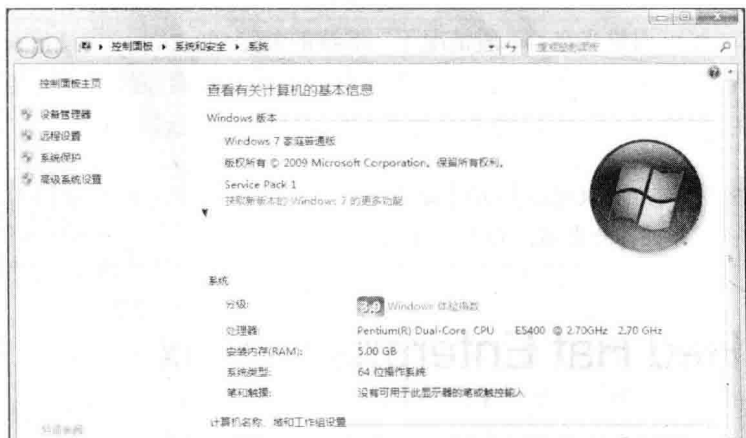 控制面板 ▸ 系统和安全 ▸ 系统
控制面板主页
设备管理器
远程设置
系统保护
高级系统设置
查看有关计算机的基本信息
Windows 版本
Windows 7 家庭普通版
版权所有 © 2009 Microsoft Corporation。保留所有权利。
Service Pack 1
获取新版本的 Windows 7 的更多功能
系统
分级:
3.9 Windows 体验指数
处理器:
Pentium(R) Dual-Core CPU E5400 @ 2.70GHz 2.70 GHz
安装内存(RAM):
5.00 GB
系统类型:
64 位操作系统
笔和触摸:
没有可用于此显示器的笔或触控输入
计算机名称、域和工作组设置